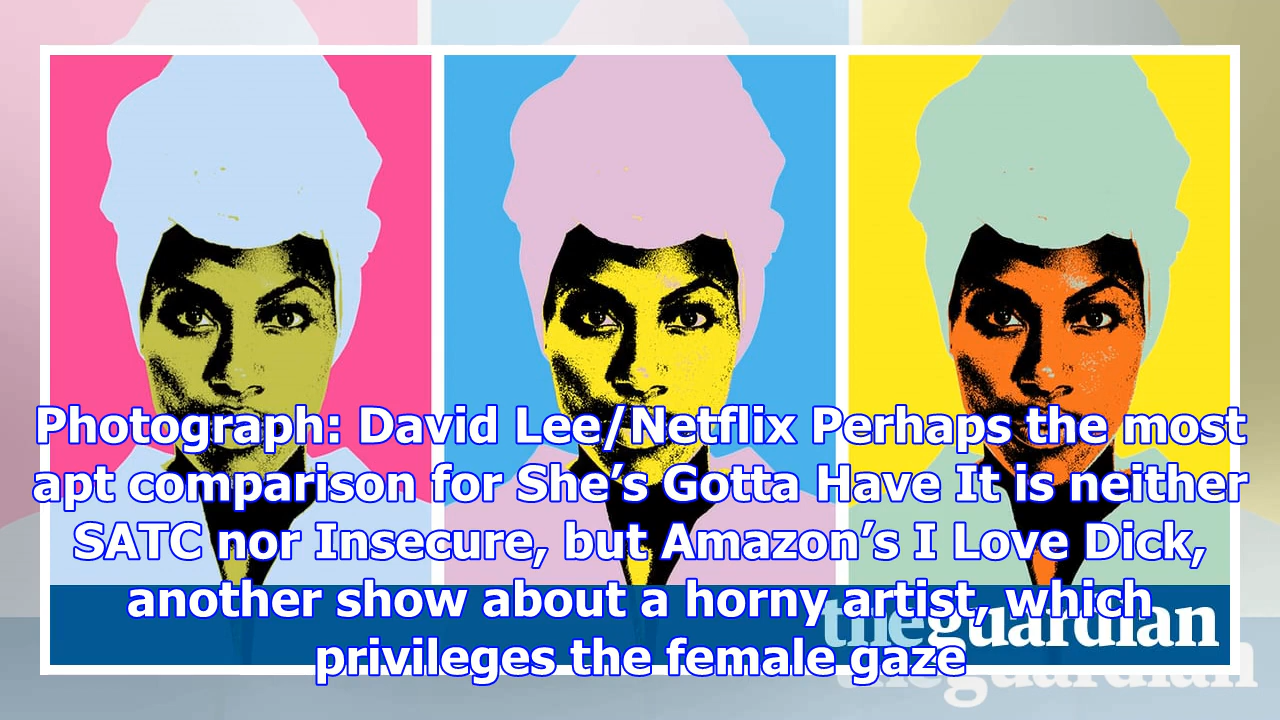 Photograph: David Lee/Netflix Perhaps the most
apt comparison for She’s Gotta Have It is neither
SATC nor Insecure, but Amazon’s I Love Dick,
another show about a horny artist, which
privileges the female gaze
theguardian
theguardian